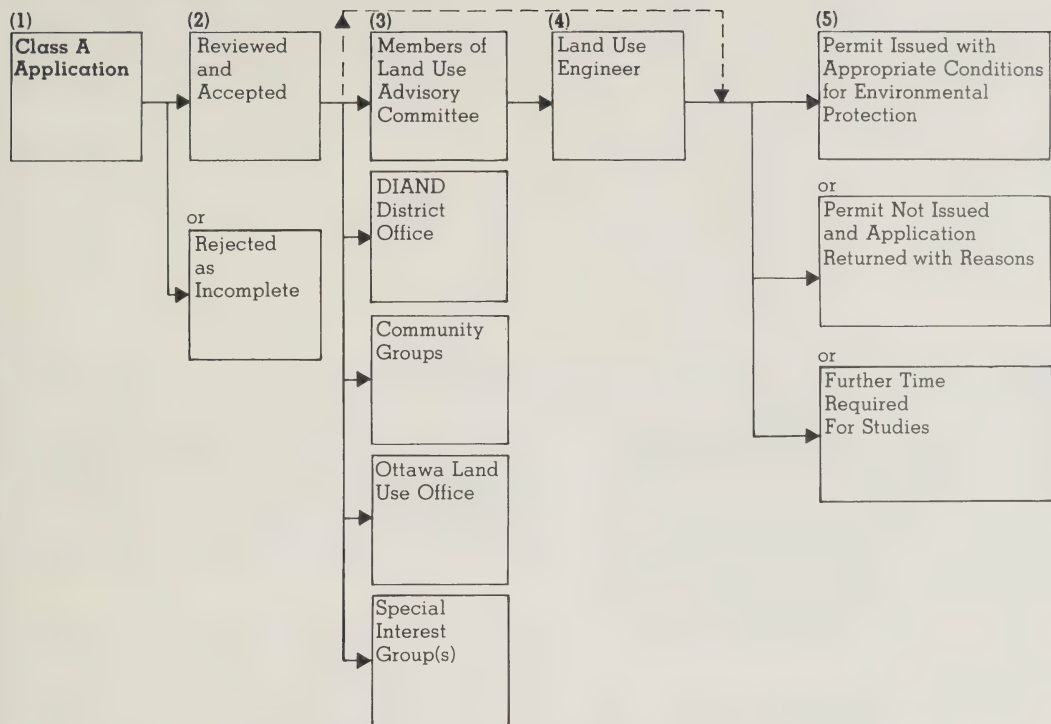 (1)
Class A
Application
(2)
Reviewed
and
Accepted
or
Rejected
as
Incomplete
(3)
Members of
Land Use
Advisory
Committee
DIAND
District
Office
Community
Groups
Ottawa Land
Use Office
Special
Interest
Group(s)
(4)
Land Use
Engineer
(5)
Permit Issued with
Appropriate Conditions
for Environmental
Protection
or
Permit Not Issued
and Application
Returned with Reasons
or
Further Time
Required
For Studies